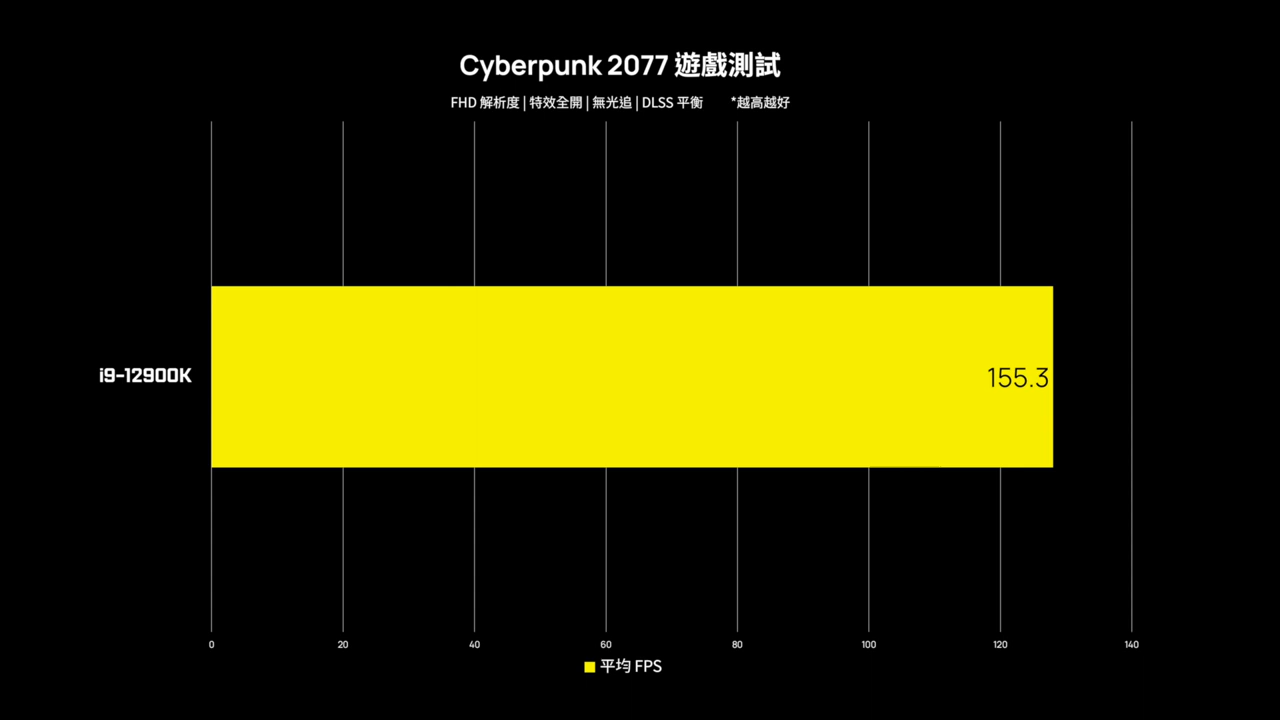 Cyberpunk 2077 遊戲測試
FHD 解析度 | 特效全開 | 無光追 | DLSS 平衡 *越高越好
i9-12900K
155.3
0 20 40 60 80 100 120 140
平均 FPS